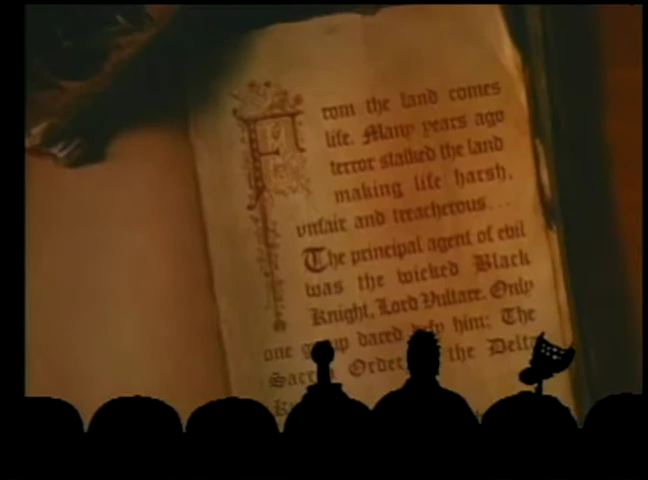 From the land comes
life. Many years ago
terror stalked the land
making life harsh,
unfair and treacherous...
The principal agent of evil
was the wicked Black
Knight, Lord Vultare. Only
one dared defy him: The
Order the Delta